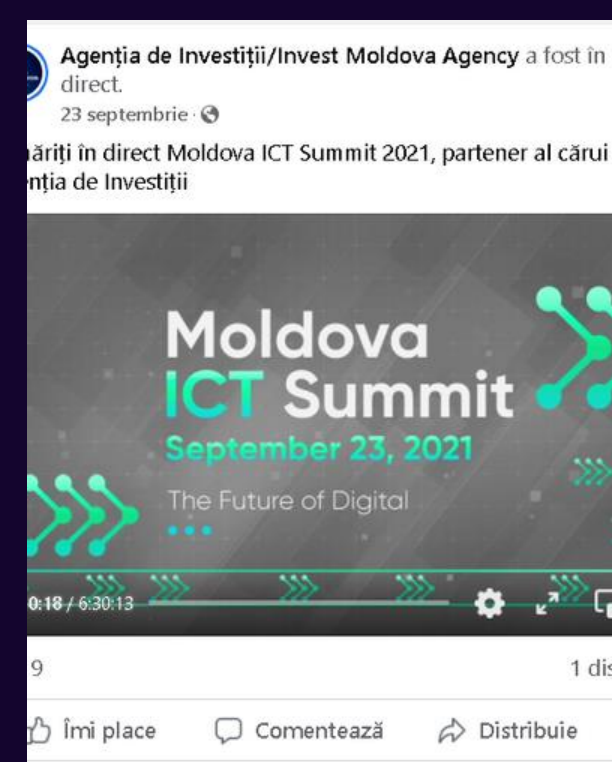 Agenția de Investiții/Invest Moldova Agency a fost în
direct.
23 septembrie ·
ăriți în direct Moldova ICT Summit 2021, partener al cărui
nția de Investiții
Moldova
ICT Summit
September 23, 2021
The Future of Digital
0:18 / 6:30:13
9
1 dis
Îmi place Comentează Distribuie